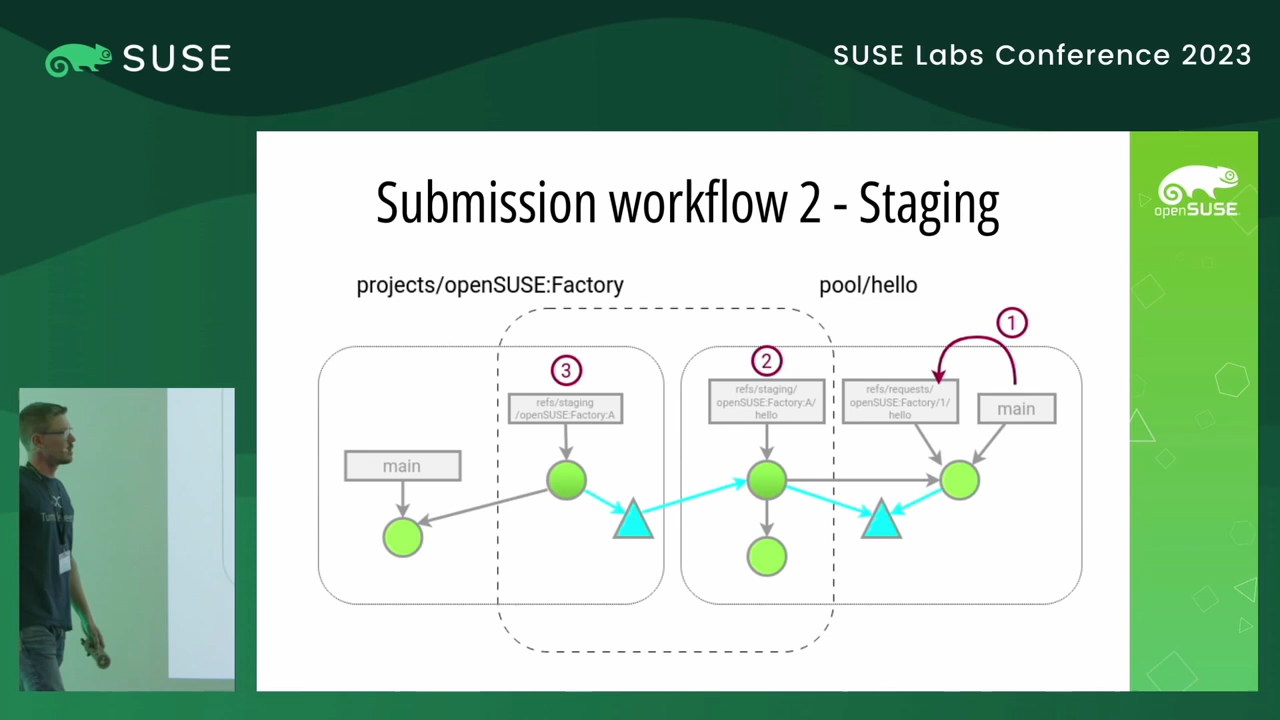 SUSE
SUSE Labs Conference 2023
Submission workflow 2 - Staging
openSUSE
projects/openSUSE:Factory
pool/hello
1
3
2
refs/staging
/openSUSE:Factory:A
refs/staging/
openSUSE:Factory:A/
hello
refs/requests/
openSUSE:Factory/1/
hello
main
main